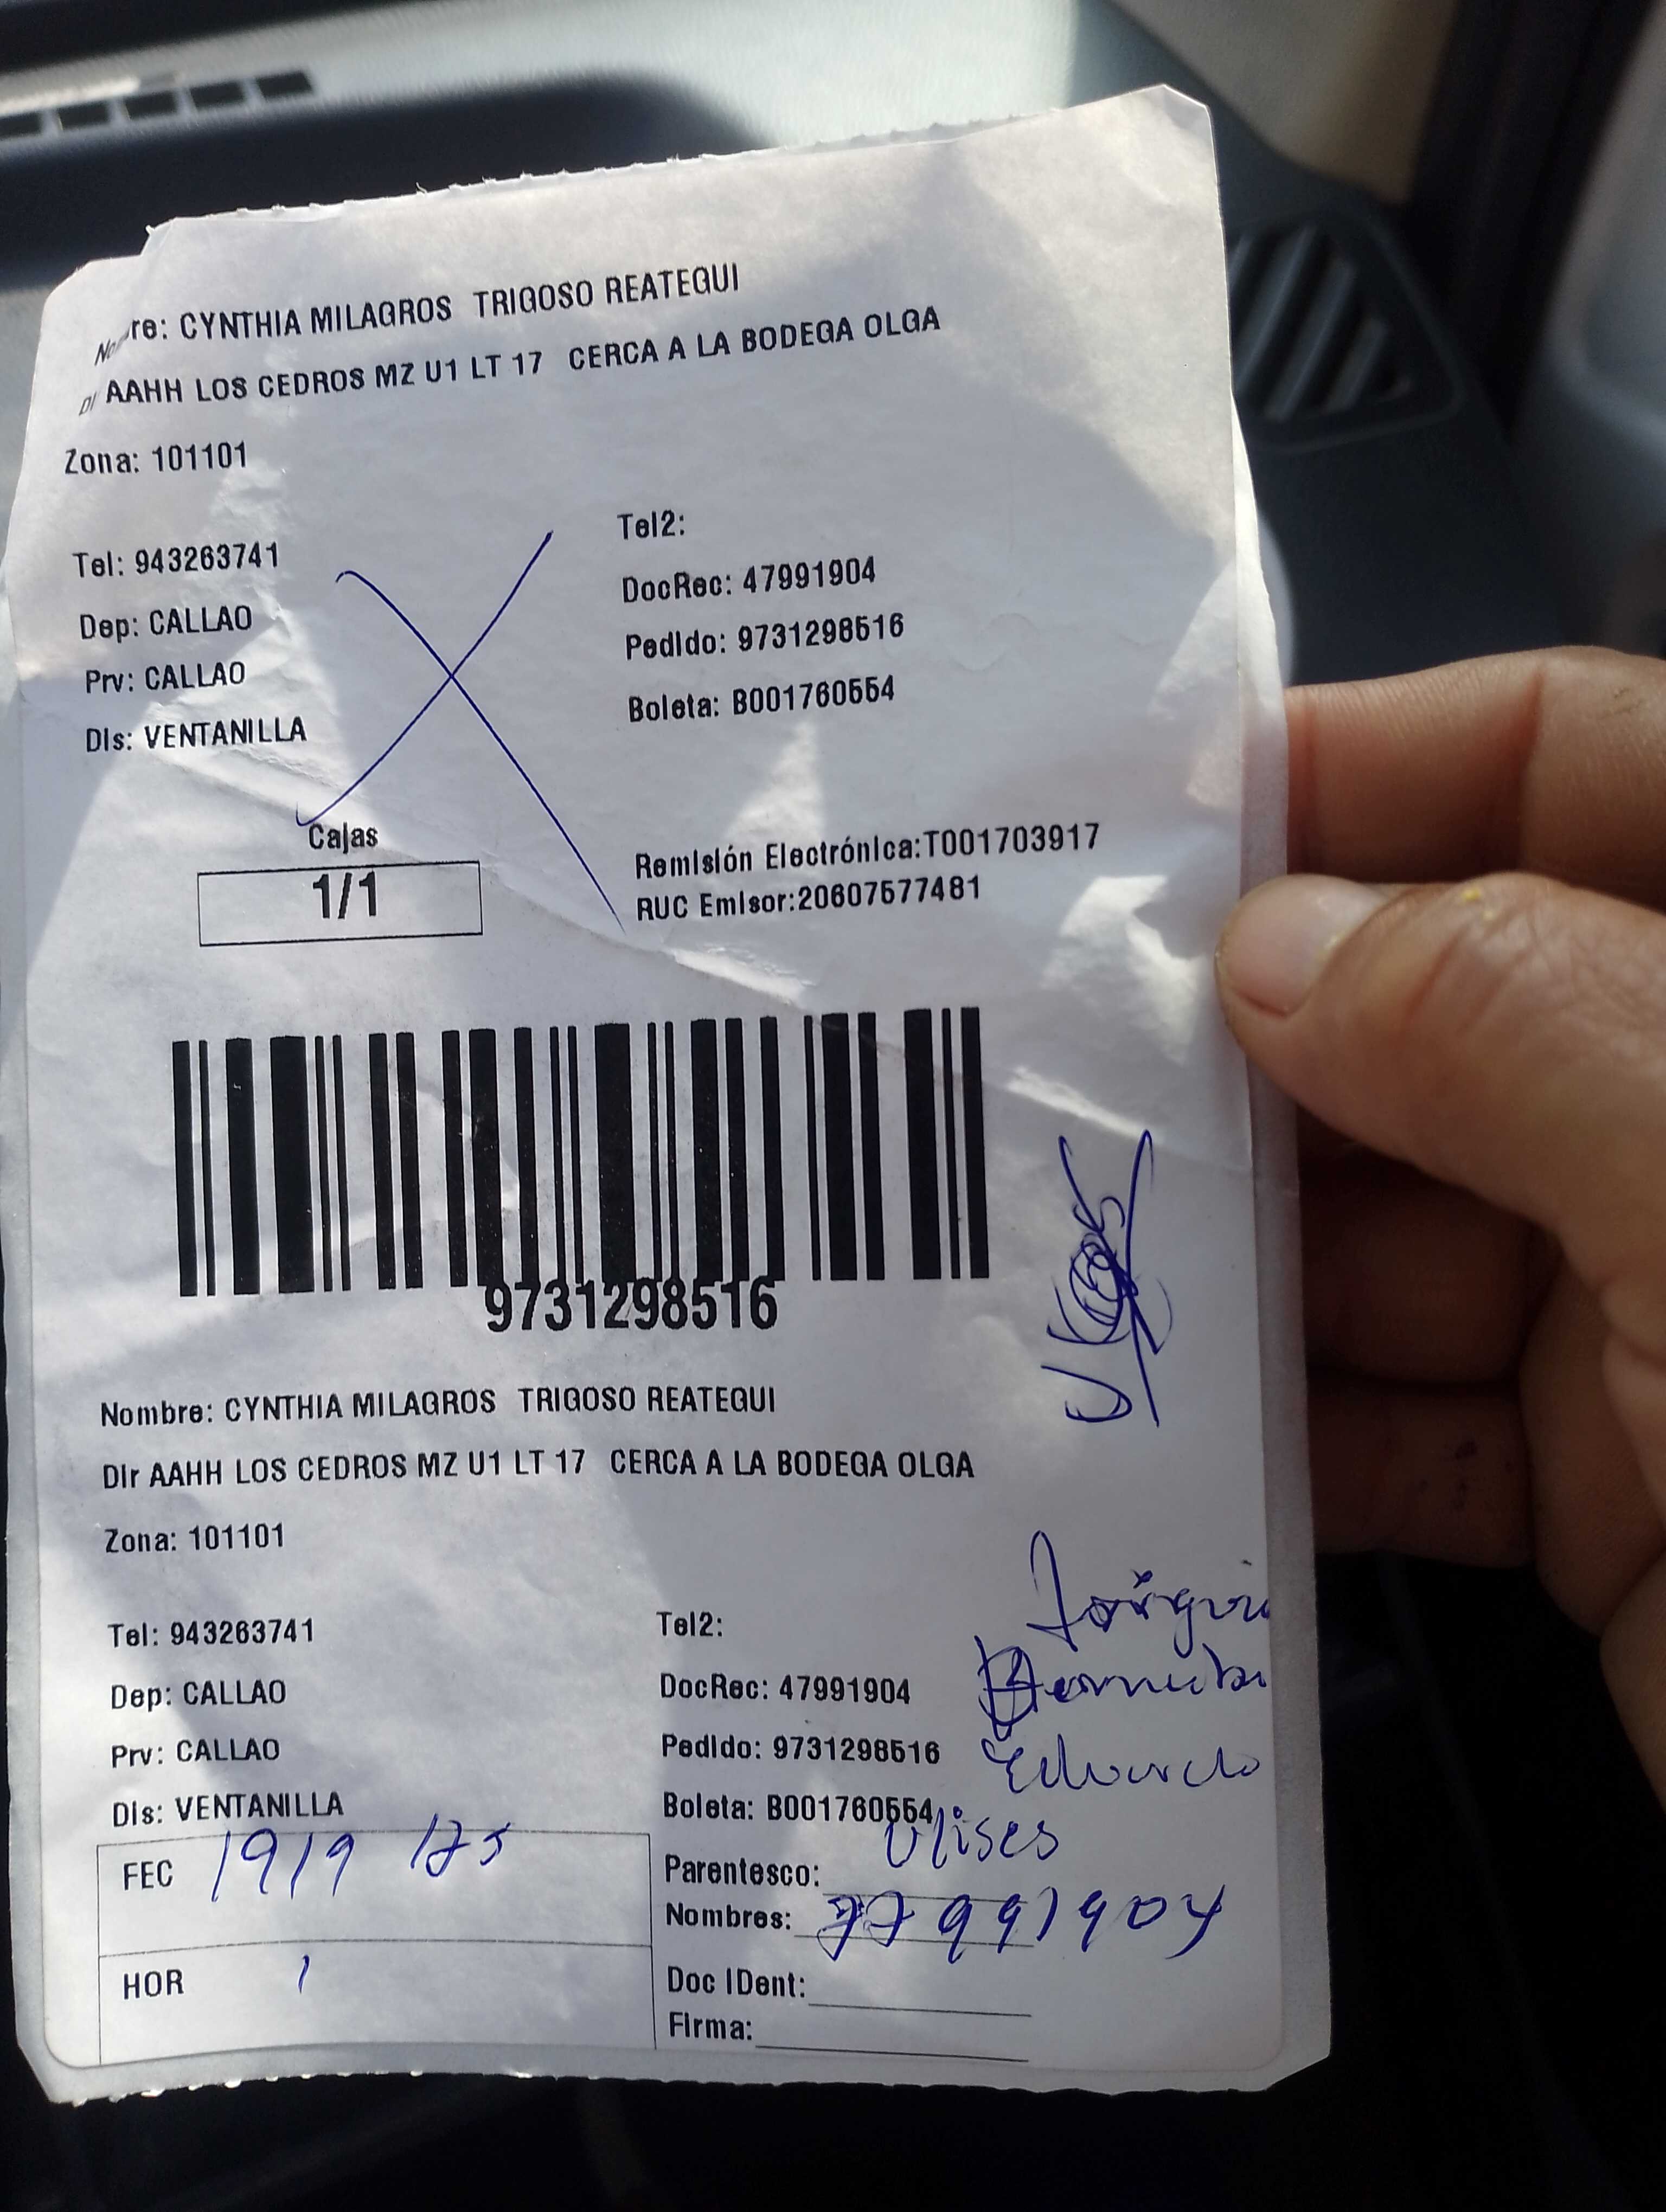 re: CYNTHIA MILAGROS TRIGOSO REATEGUI
AAHH LOS CEDROS MZ U1 LT 17 CERCA A LA BODEGA OLGA
Zona: 101101
Tel: 943263741
Dep: CALLAO
Prv: CALLAO
Dis: VENTANILLA
Tel2:
DocRec: 47991904
Pedido: 9731298516
Boleta: B001760554
Cajas
1/1
Remisión Electrónica:T001703917
RUC Emisor:20607577481
9731298516
Nombre: CYNTHIA MILAGROS TRIGOSO REATEGUI
Dir AAHH LOS CEDROS MZ U1 LT 17 CERCA A LA BODEGA OLGA
Zona: 101101
Tel: 943263741
Dep: CALLAO
Prv: CALLAO
Dis: VENTANILLA
Tel2:
DocRec: 47991904
Pedido: 9731298516
Boleta: B001760554
Eduardo
Ulises
FEC 19/9
HOR
Parentesco:
Nombres:
Doc IDent:
Firma: